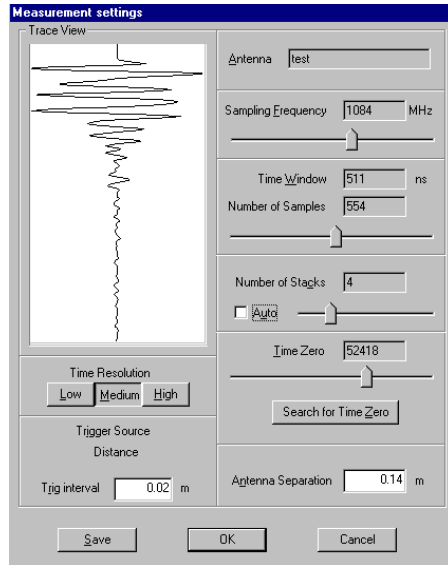 Measurement settings
Trace View
Antenna test
Sampling Frequency 1084 MHz
Time Window 511 ns
Number of Samples 554
Number of Stacks 4
Auto
Time Zero 52418
Search for Time Zero
Antenna Separation 0.14 m
Time Resolution
Low Medium High
Trigger Source
Distance
Trig interval 0.02 m
Save OK Cancel